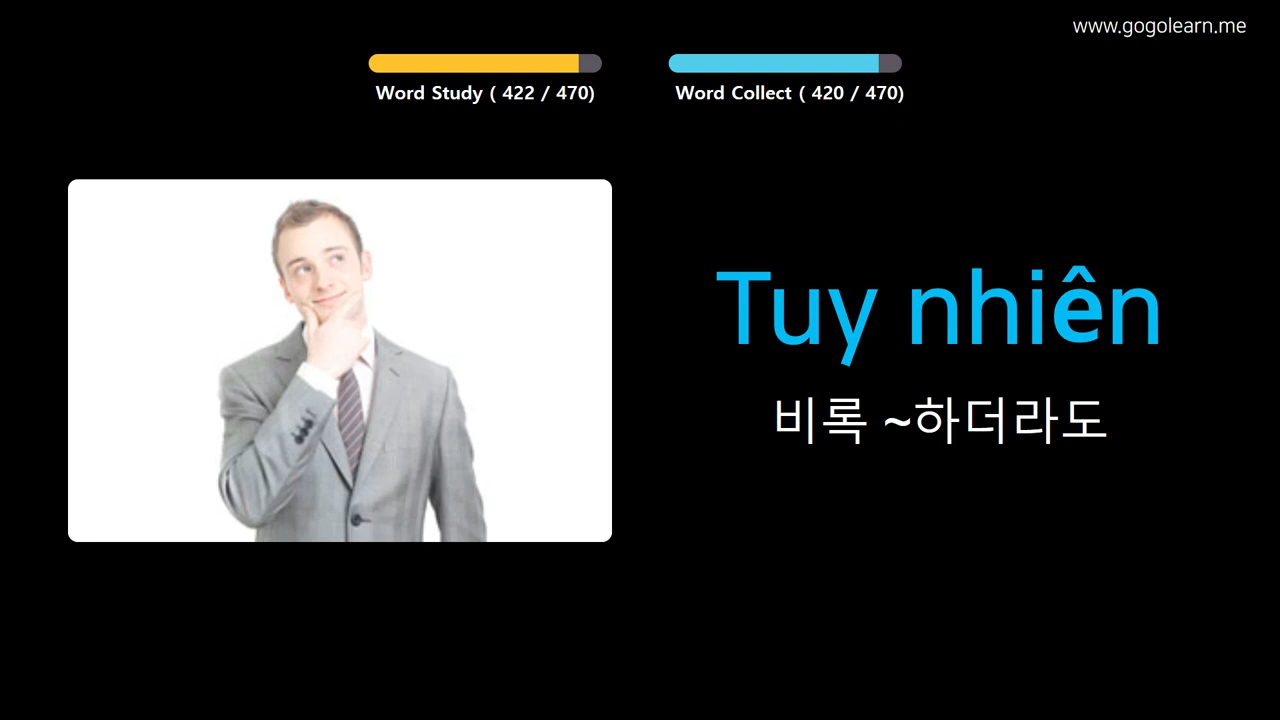 www.gogolearn.me
Word Study ( 422 / 470)
Word Collect ( 420 / 470)
Tuy nhiên
비록 ~하더라도